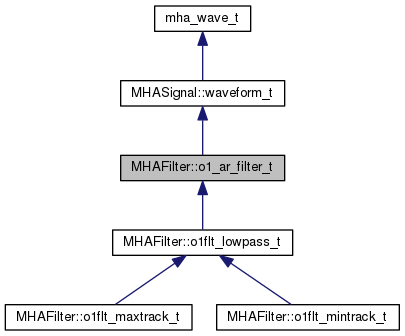 mha_wave_t
MHASignal::waveform_t
MHAFilter::o1_ar_filter_t
MHAFilter::o1flt_lowpass_t
MHAFilter::o1flt_maxtrack_t
MHAFilter::o1flt_mintrack_t